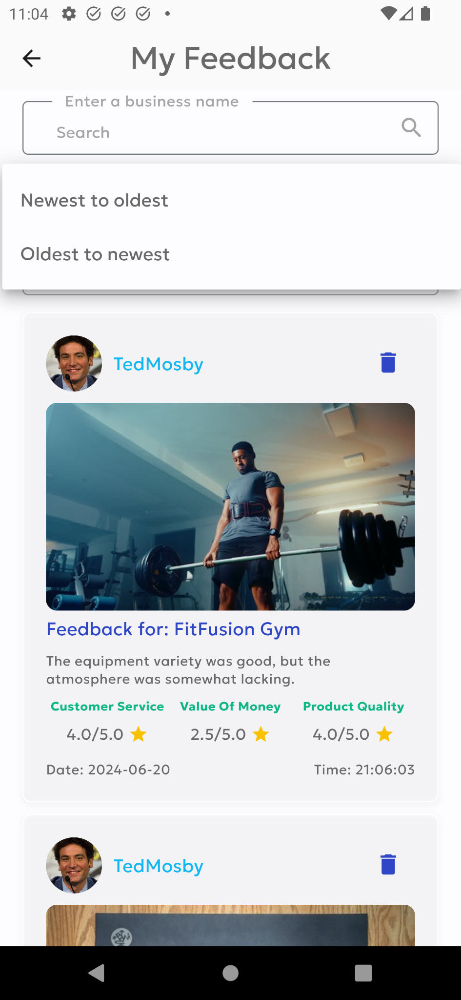 11:04
My Feedback
Enter a business name
Search
Newest to oldest
Oldest to newest
TedMosby
Feedback for: FitFusion Gym
The equipment variety was good, but the
atmosphere was somewhat lacking.
Customer Service Value Of Money Product Quality
4.0/5.0 2.5/5.0 4.0/5.0
Date: 2024-06-20 Time: 21:06:03
TedMosby